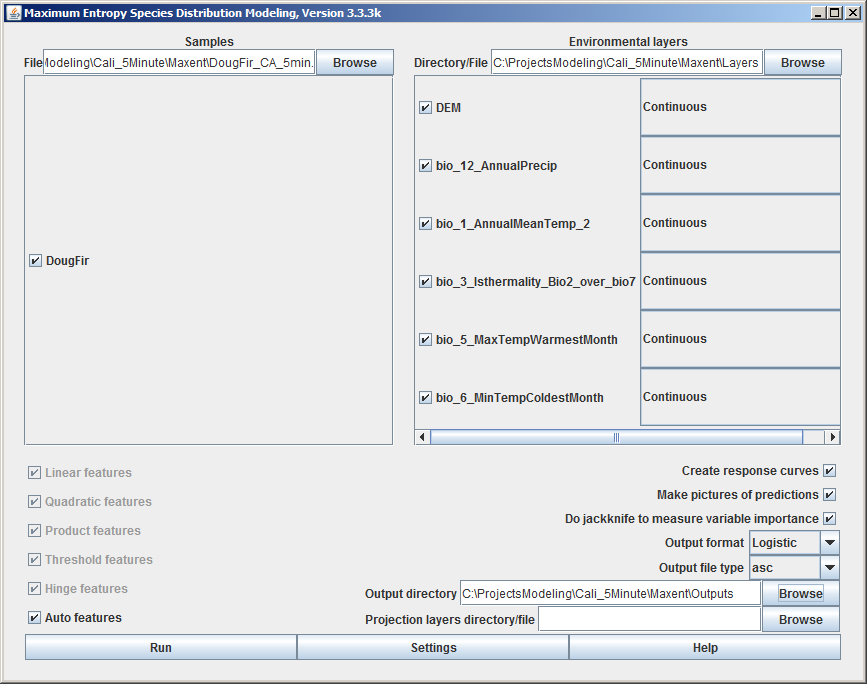 Maximum Entropy Species Distribution Modeling, Version 3.3.3k
Samples
File Modeling\Cali_5Minute\Maxent\DougFir_CA_5min. Browse
DougFir
Environmental layers
Directory/File C:\ProjectsModeling\Cali_5Minute\Maxent\Layers Browse
DEM Continuous
bio_12_AnnualPrecip Continuous
bio_1_AnnualMeanTemp_2 Continuous
bio_3_Isthermality_Bio2_over_bio7 Continuous
bio_5_MaxTempWarmestMonth Continuous
bio_6_MinTempColdestMonth Continuous
Linear features
Quadratic features
Product features
Threshold features
Hinge features
Auto features
Create response curves
Make pictures of predictions
Do jackknife to measure variable importance
Output format Logistic
Output file type asc
Output directory C:\ProjectsModeling\Cali_5Minute\Maxent\Outputs Browse
Projection layers directory/file Browse
Run Settings Help